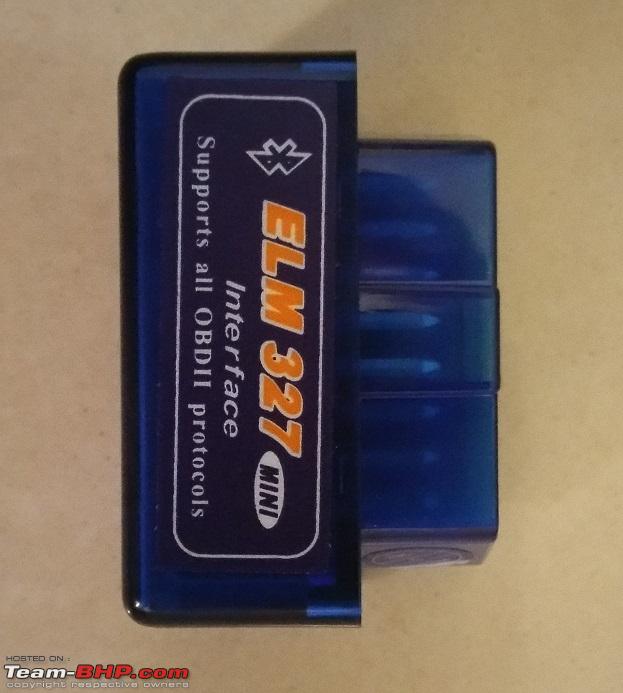 ELM 327 MINI
Interface
Supports all OBDII protocols
HOSTED ON :
Team-BHP.com
copyright respective owners